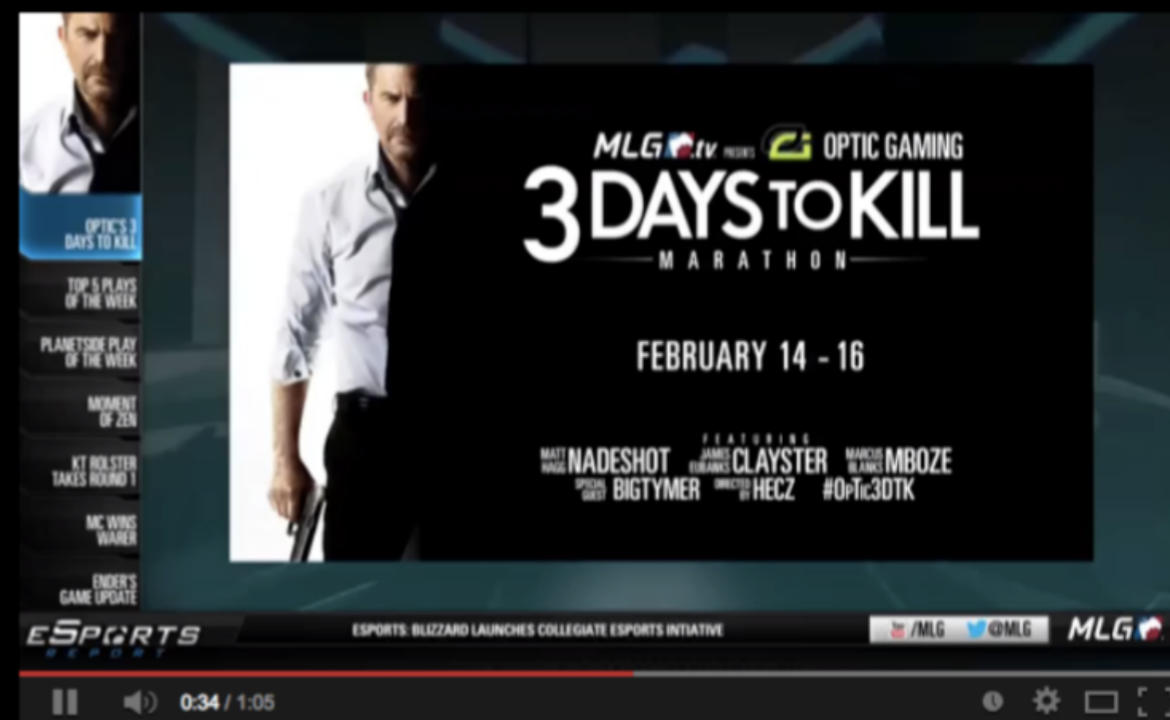 MLG.tv PRESENTS OPTIC GAMING
3 DAYS TO KILL
MARATHON
FEBRUARY 14 - 16
FEATURING
MATT HAAG NADESHOT JAMES EUBANKS CLAYSTER MARCUS BLANKS MBOZE
SPECIAL GUEST BIGTYMER DIRECTED BY HECZ #OpTic3DTK
OPTIC'S 3
DAYS TO KILL
TOP 5 PLAYS
OF THE WEEK
PLANETSIDE PLAY
OF THE WEEK
MOMENT
OF ZEN
KT ROLSTER
TAKES ROUND 1
MC WINS
WARER
ENDER'S
GAME UPDATE
ESPORTS
REPORT
ESPORTS: BLIZZARD LAUNCHES COLLEGIATE ESPORTS INTIATIVE
You Tube /MLG @MLG
MLG
0:34 / 1:05